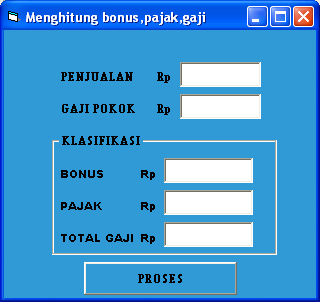 Menghitung bonus,pajak,gaji
PENJUALAN Rp
GAJI POKOK Rp
KLASIFIKASI
BONUS Rp
PAJAK Rp
TOTAL GAJI Rp
PROSES